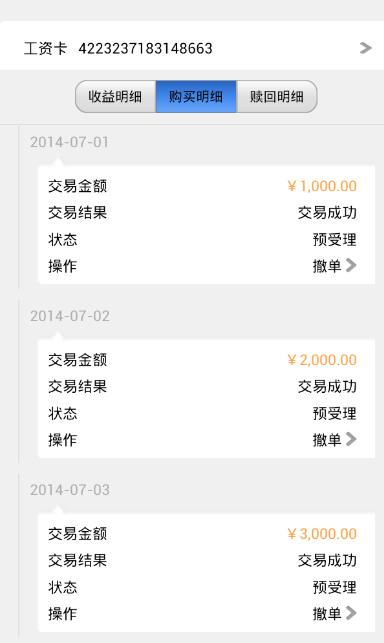 工资卡 4223237183148663
收益明细 购买明细 赎回明细
2014-07-01
交易金额 ￥1,000.00
交易结果 交易成功
状态 预受理
操作 撤单
2014-07-02
交易金额 ￥2,000.00
交易结果 交易成功
状态 预受理
操作 撤单
2014-07-03
交易金额 ￥3,000.00
交易结果 交易成功
状态 预受理
操作 撤单